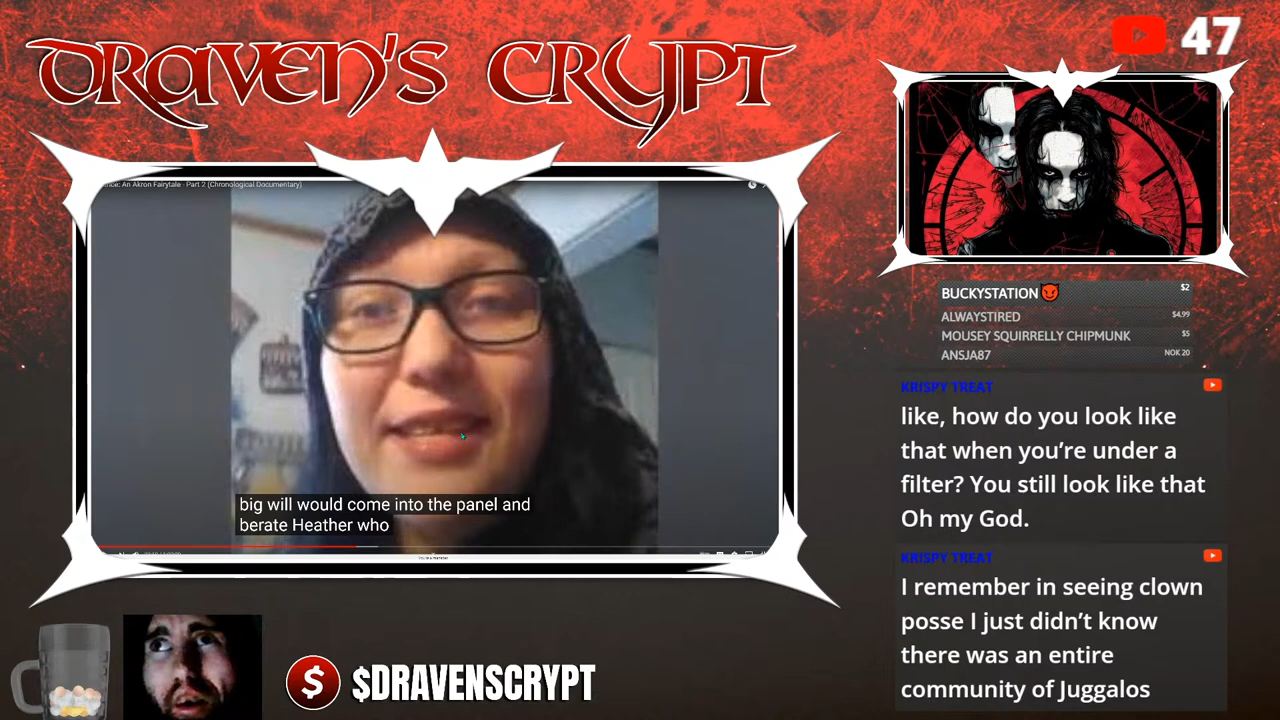 DRAVEN'S CRYPT
47
An Akron Fairytale - Part 2 (Chronological Documentary)
big will would come into the panel and
berate Heather who
BUCKYSTATION $2
ALWAYSTIRED $4.99
MOUSEY SQUIRRELLY CHIPMUNK $5
ANSJA87 NOK 20
KRISPY TREAT
like, how do you look like
that when you're under a
filter? You still look like that
Oh my God.
KRISPY TREAT
I remember in seeing clown
posse I just didn't know
there was an entire
community of Juggalos
$ $DRAVENSCRYPT